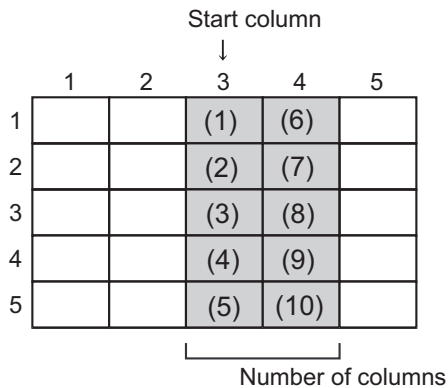 Start column
↓
1 2 3 4 5
1 (1) (6)
2 (2) (7)
3 (3) (8)
4 (4) (9)
5 (5) (10)
Number of columns